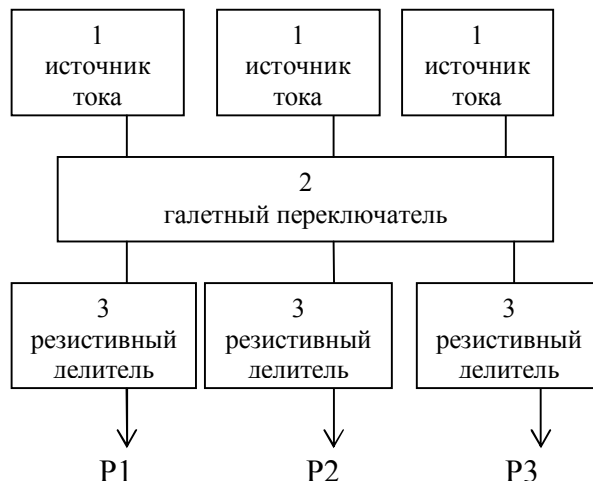 1
источник
тока
1
источник
тока
1
источник
тока
2
галетный переключатель
3
резистивный
делитель
3
резистивный
делитель
3
резистивный
делитель
P1
P2
P3